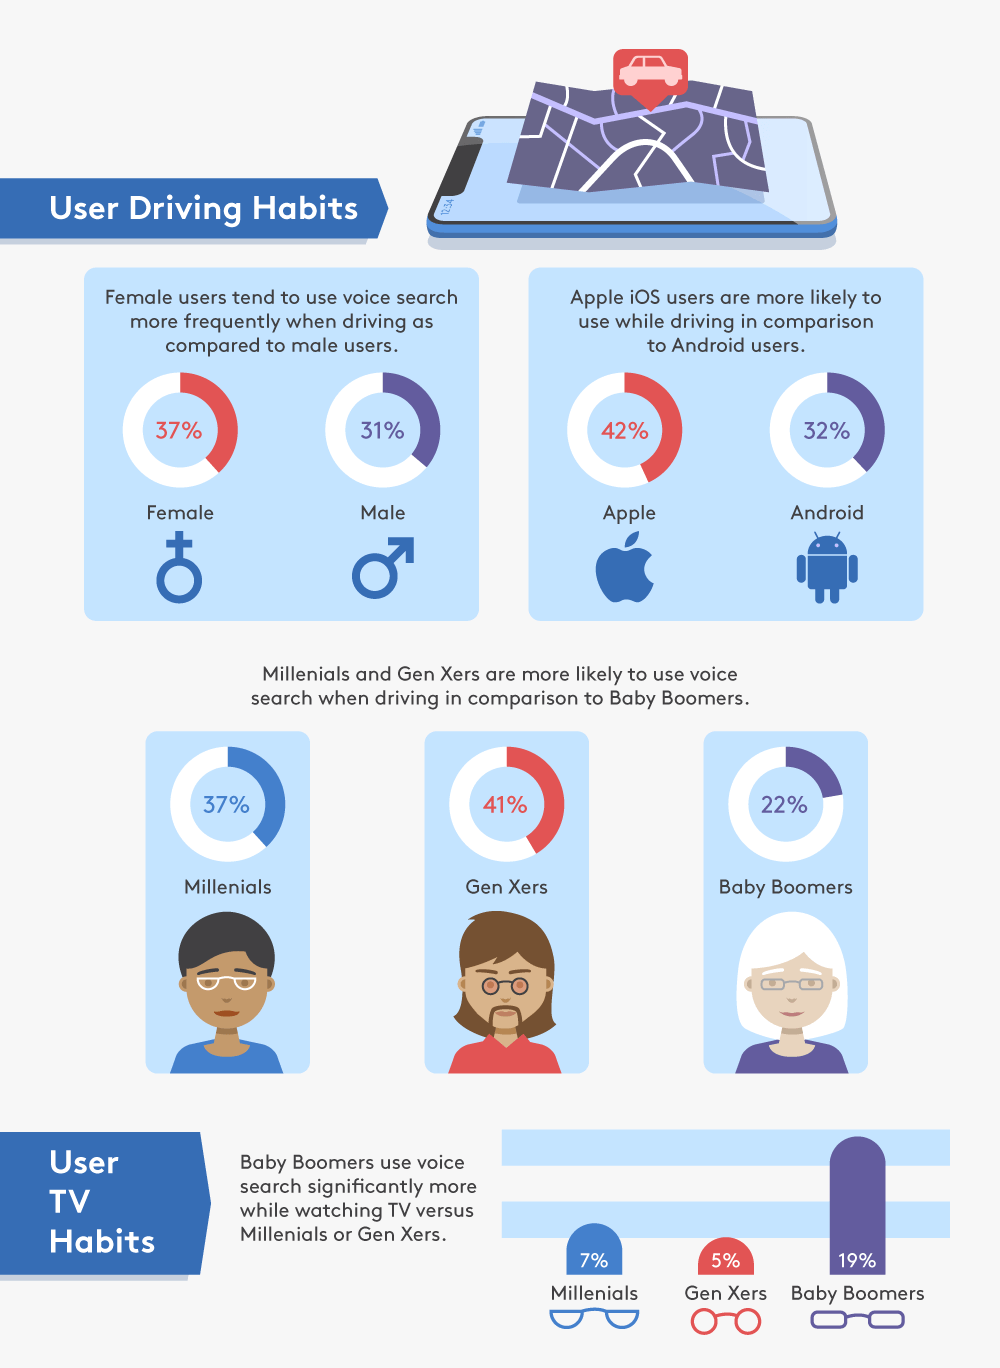 12:34
User Driving Habits
Female users tend to use voice search
more frequently when driving as
compared to male users.
37%
31%
Female
Male
Apple iOS users are more likely to
use while driving in comparison
to Android users.
42%
32%
Apple
Android
Millenials and Gen Xers are more likely to use voice
search when driving in comparison to Baby Boomers.
37%
Millenials
41%
Gen Xers
22%
Baby Boomers
User
TV
Habits
Baby Boomers use voice
search significantly more
while watching TV versus
Millenials or Gen Xers.
7%
5%
19%
Millenials
Gen Xers
Baby Boomers